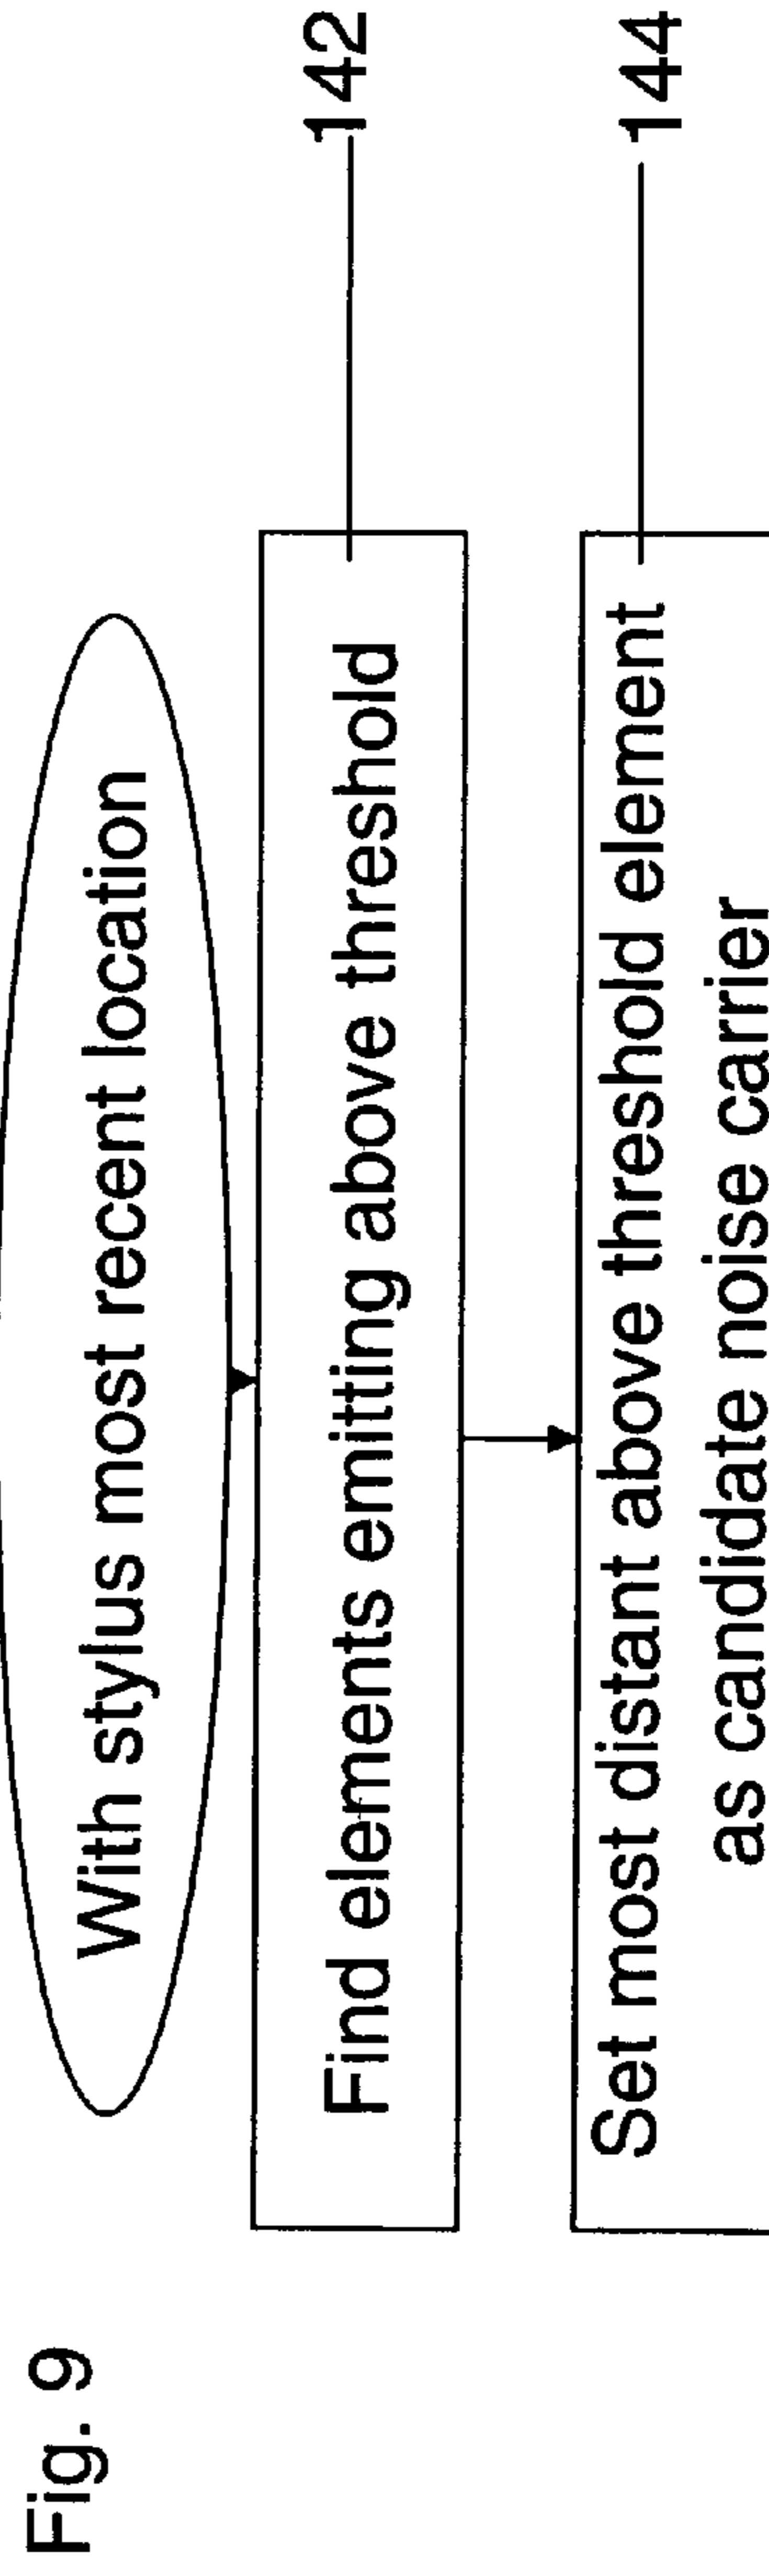 Fig. 9
With stylus most recent location
Find elements emitting above threshold
142
Set most distant above threshold element
as candidate noise carrier
144